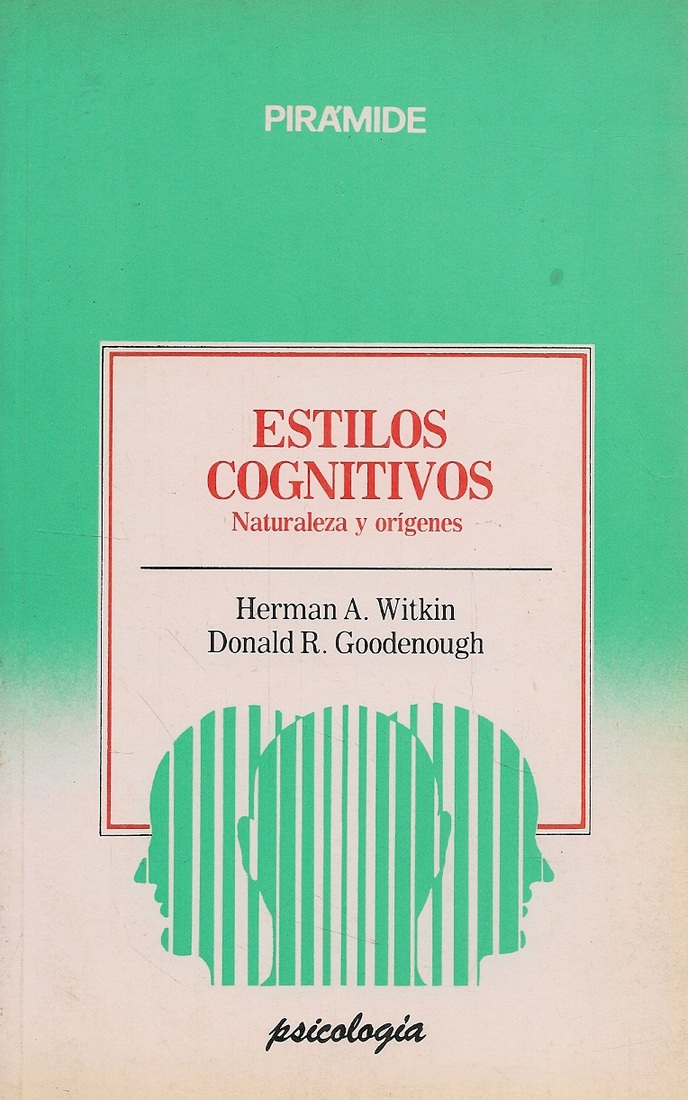 PIRÁMIDE
ESTILOS
COGNITIVOS
Naturaleza y orígenes
Herman A. Witkin
Donald R. Goodenough
psicología